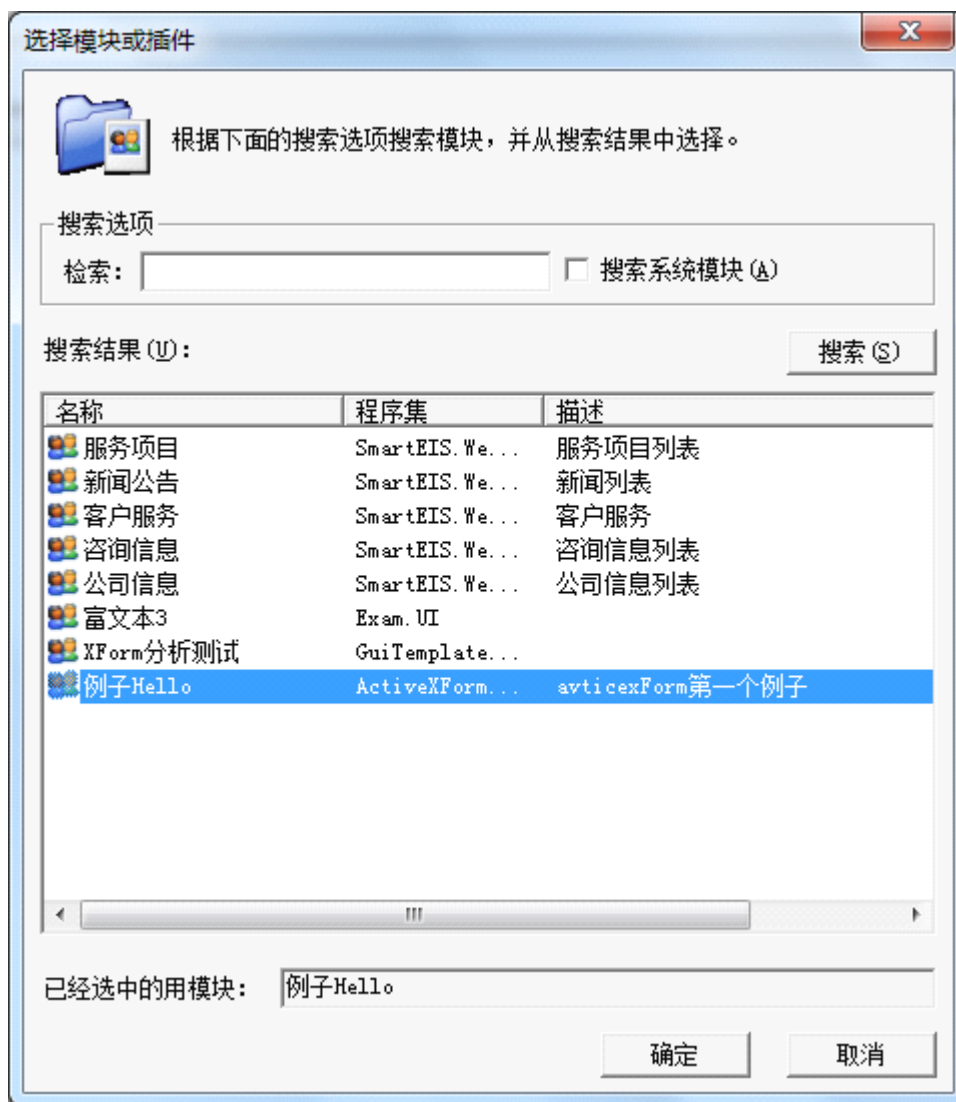 选择模块或插件
根据下面的搜索选项搜索模块，并从搜索结果中选择。
搜索选项
检索： 搜索系统模块(A)
搜索结果(U)： 搜索(S)
名称 程序集 描述
服务项目 SmartEIS.We... 服务项目列表
新闻公告 SmartEIS.We... 新闻列表
客户服务 SmartEIS.We... 客户服务
咨询信息 SmartEIS.We... 咨询信息列表
公司信息 SmartEIS.We... 公司信息列表
富文本3 Exam.UI
XForm分析测试 GuiTemplate...
例子Hello ActiveXForm... avticexForm第一个例子
已经选中的用模块： 例子Hello
确定 取消